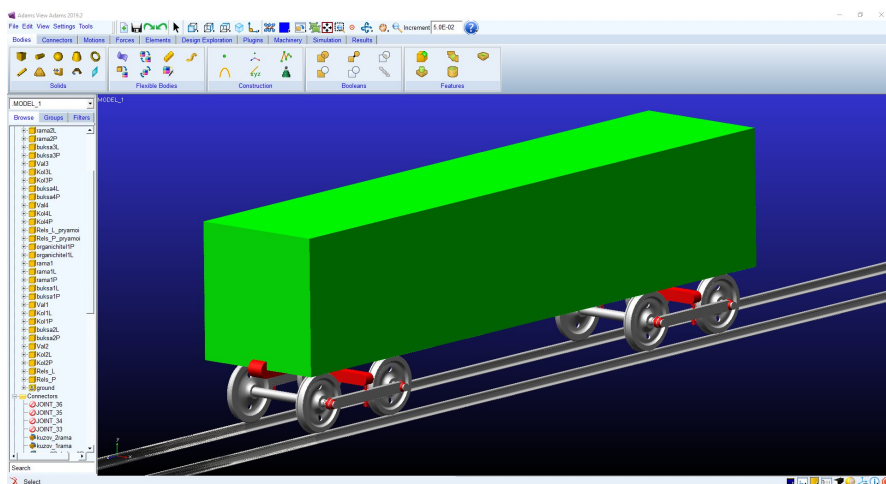 Adams View Adams 2019.2
File Edit View Settings Tools
Increment 5.0E-02
Bodies Connectors Motions Forces Elements Design Exploration Plugins Machinery Simulation Results
Solids Flexible Bodies Construction Booleans Features
.MODEL_1
MODEL_1
Browse Groups Filters
rama2L
rama2P
buksa3L
buksa3P
Val3
Kol3L
Kol3P
buksa4L
buksa4P
Val4
Kol4L
Kol4P
Rels_L_pryamoi
Rels_P_pryamoi
organichitel1P
organichitel1L
rama1
rama1L
rama1P
buksa1L
buksa1P
Val1
Kol1L
Kol1P
buksa2L
buksa2P
Val2
Kol2L
Kol2P
Rels_L
Rels_P
ground
Connectors
JOINT_36
JOINT_35
JOINT_34
JOINT_33
kuzov_2rama
kuzov_1rama
Search
Select